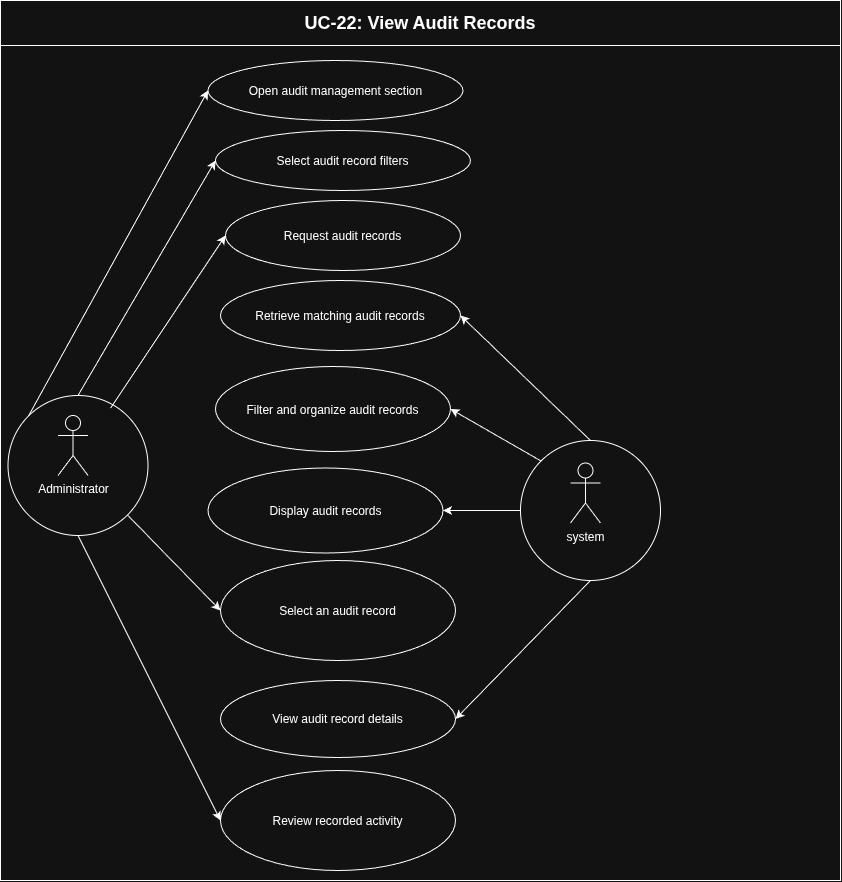 UC-22: View Audit Records
Open audit management section
Select audit record filters
Request audit records
Retrieve matching audit records
Filter and organize audit records
Administrator
Display audit records
system
Select an audit record
View audit record details
Review recorded activity